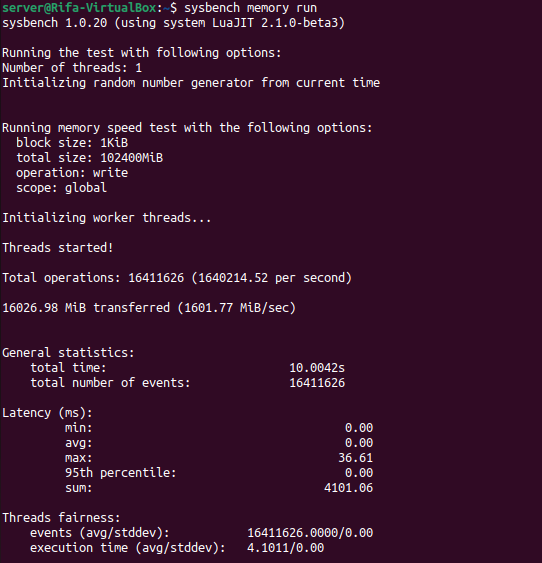 server@Rifa-VirtualBox:~$ sysbench memory run
sysbench 1.0.20 (using system LuaJIT 2.1.0-beta3)
Running the test with following options:
Number of threads: 1
Initializing random number generator from current time
Running memory speed test with the following options:
block size: 1KiB
total size: 102400MiB
operation: write
scope: global
Initializing worker threads...
Threads started!
Total operations: 16411626 (1640214.52 per second)
16026.98 MiB transferred (1601.77 MiB/sec)
General statistics:
total time: 10.0042s
total number of events: 16411626
Latency (ms):
min: 0.00
avg: 0.00
max: 36.61
95th percentile: 0.00
sum: 4101.06
Threads fairness:
events (avg/stddev): 16411626.0000/0.00
execution time (avg/stddev): 4.1011/0.00